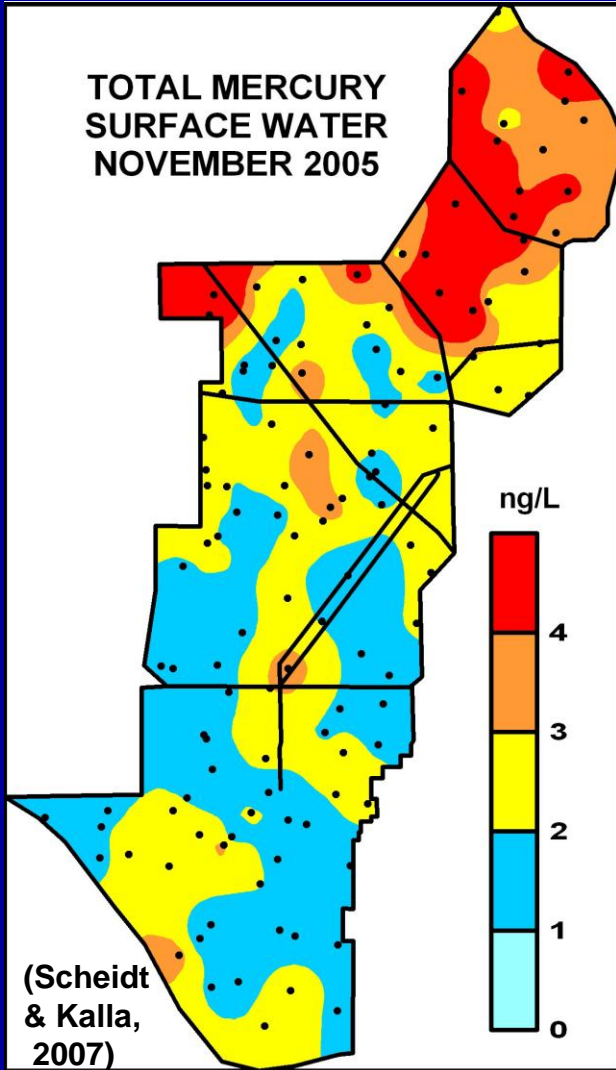 TOTAL MERCURY
SURFACE WATER
NOVEMBER 2005
ng/L
4
3
2
1
0
(Scheidt
& Kalla,
2007)